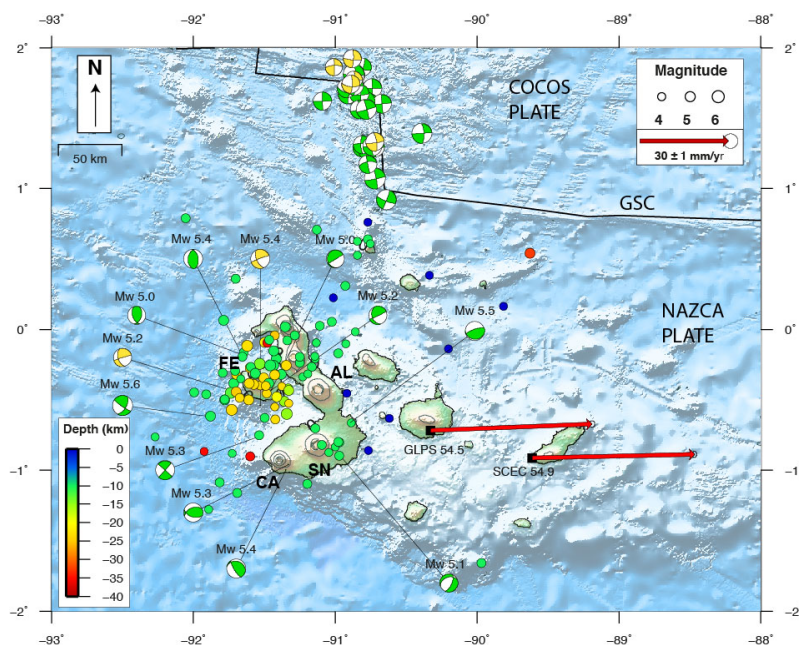 −93˚ −92˚ −91˚ −90˚ −89˚ −88˚
2˚ 2˚
N
50 km
COCOS
PLATE
Magnitude
4 5 6
30 ± 1 mm/yr
1˚ 1˚
GSC
Mw 5.4 Mw 5.4 Mw 5.0
Mw 5.0 Mw 5.2 Mw 5.5
NAZCA
PLATE
0˚ 0˚
Mw 5.2
FE
AL
Mw 5.6
Depth (km)
0
−5
−10
−15
−20
−25
−30
−35
−40
Mw 5.3
GLPS 54.5
SCEC 54.9
−1˚ −1˚
CA SN
Mw 5.3
Mw 5.4 Mw 5.1
−2˚ −2˚
−93˚ −92˚ −91˚ −90˚ −89˚ −88˚